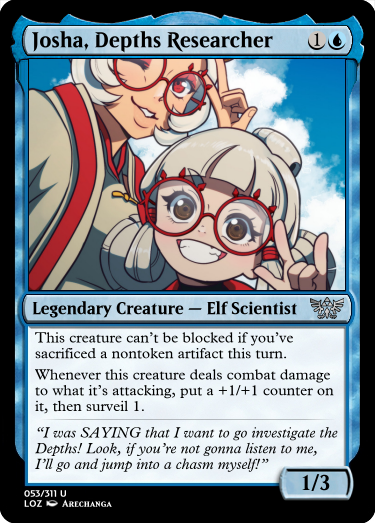 Josha, Depths Researcher 1
Legendary Creature — Elf Scientist
This creature can't be blocked if you've
sacrificed a nontoken artifact this turn.
Whenever this creature deals combat damage
to what it's attacking, put a +1/+1 counter on
it, then surveil 1.
“I was SAYING that I want to go investigate the
Depths! Look, if you're not gonna listen to me,
I'll go and jump into a chasm myself!”
1/3
053/311 U
LOZ Arechanga